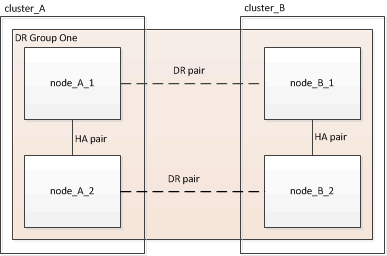 cluster_A
cluster_B
DR Group One
node_A_1
DR pair
node_B_1
HA pair
HA pair
node_A_2
DR pair
node_B_2